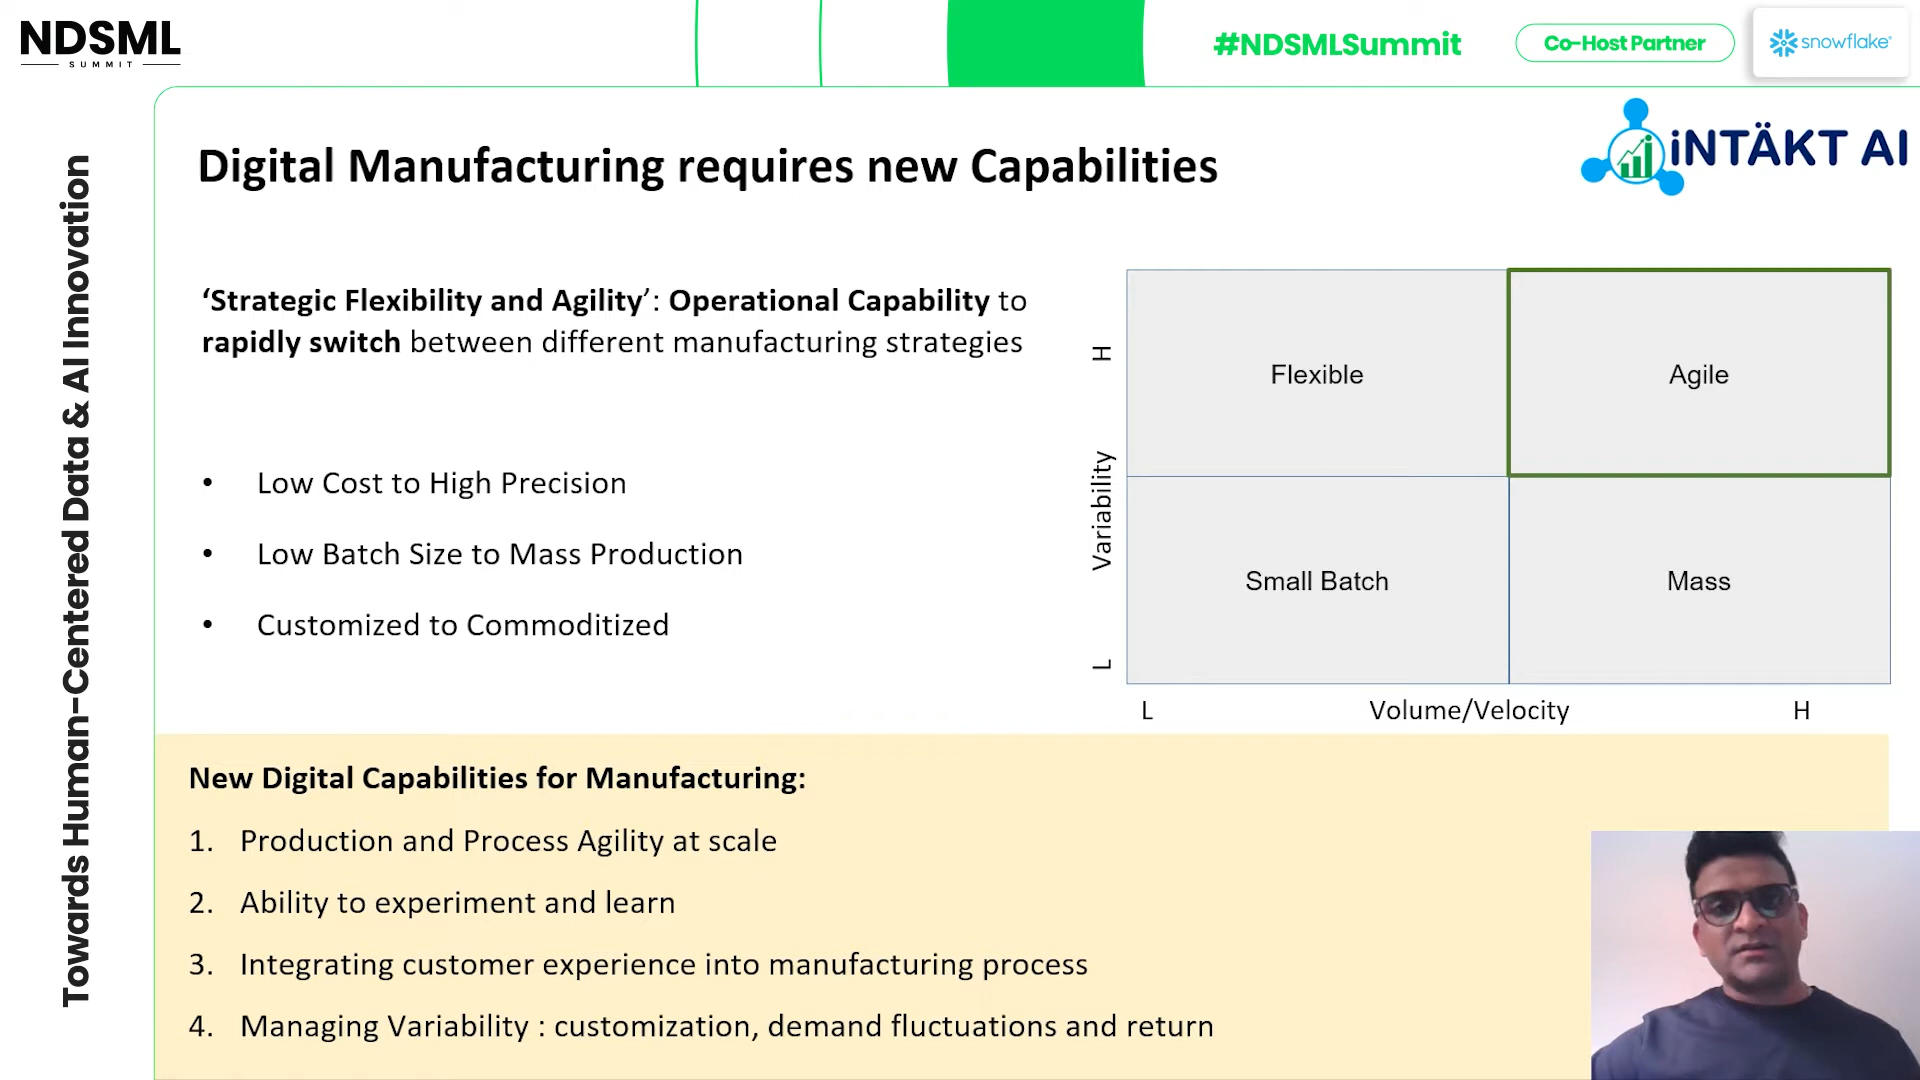 NDSML
SUMMIT
#NDSMLSummit
Co-Host Partner
snowflake®
Towards Human-Centered Data & AI Innovation
iNTÄKT AI
Digital Manufacturing requires new Capabilities
‘Strategic Flexibility and Agility’: Operational Capability to
rapidly switch between different manufacturing strategies
• Low Cost to High Precision
• Low Batch Size to Mass Production
• Customized to Commoditized
H
Variability
L
Flexible
Agile
Small Batch
Mass
L
Volume/Velocity
H
New Digital Capabilities for Manufacturing:
1. Production and Process Agility at scale
2. Ability to experiment and learn
3. Integrating customer experience into manufacturing process
4. Managing Variability : customization, demand fluctuations and return